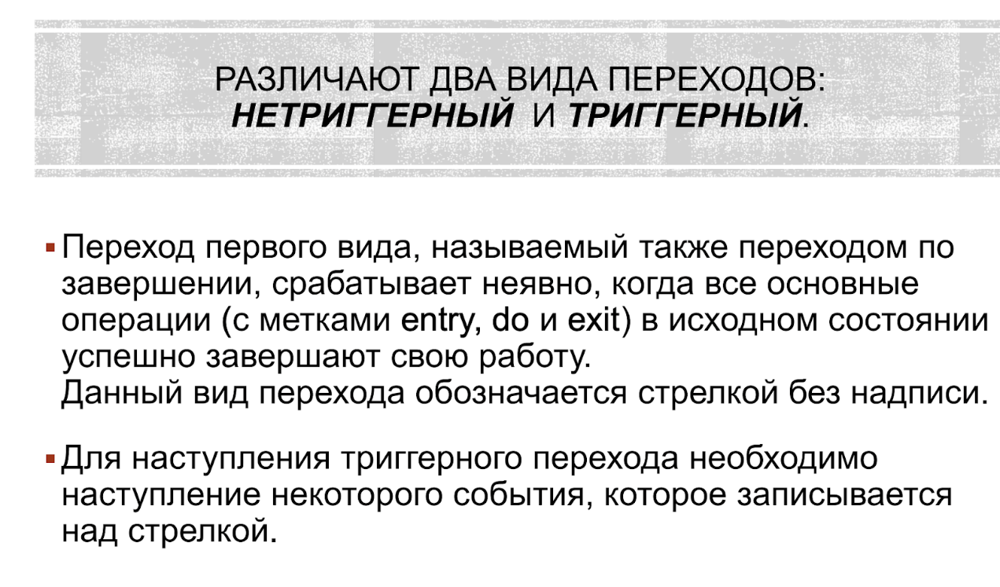 РАЗЛИЧАЮТ ДВА ВИДА ПЕРЕХОДОВ:
НЕТРИГГЕРНЫЙ И ТРИГГЕРНЫЙ.
Переход первого вида, называемый также переходом по
завершении, срабатывает неявно, когда все основные
операции (с метками entry, do и exit) в исходном состоянии
успешно завершают свою работу.
Данный вид перехода обозначается стрелкой без надписи.
Для наступления триггерного перехода необходимо
наступление некоторого события, которое записывается
над стрелкой.